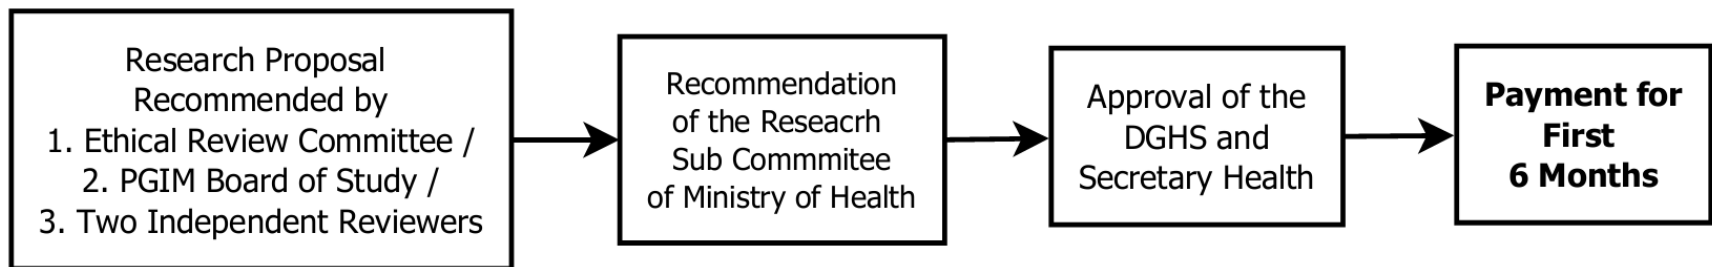 Research Proposal
Recommended by
1. Ethical Review Committee /
2. PGIM Board of Study /
3. Two Independent Reviewers
Recommendation
of the Reseacrh
Sub Commmitee
of Ministry of Health
Approval of the
DGHS and
Secretary Health
Payment for
First
6 Months